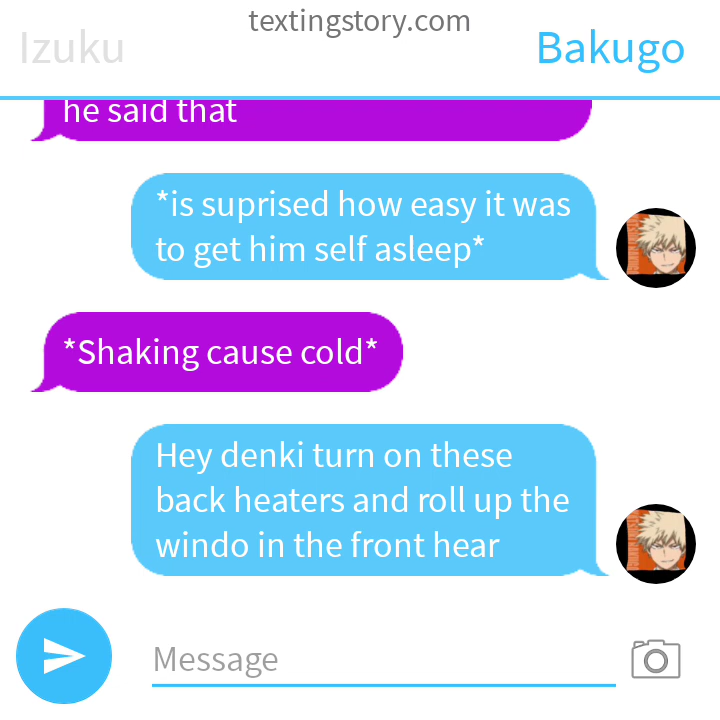 textingstory.com
Izuku
Bakugo
he said that
*is suprised how easy it was
to get him self asleep*
*Shaking cause cold*
Hey denki turn on these
back heaters and roll up the
windo in the front hear
Message